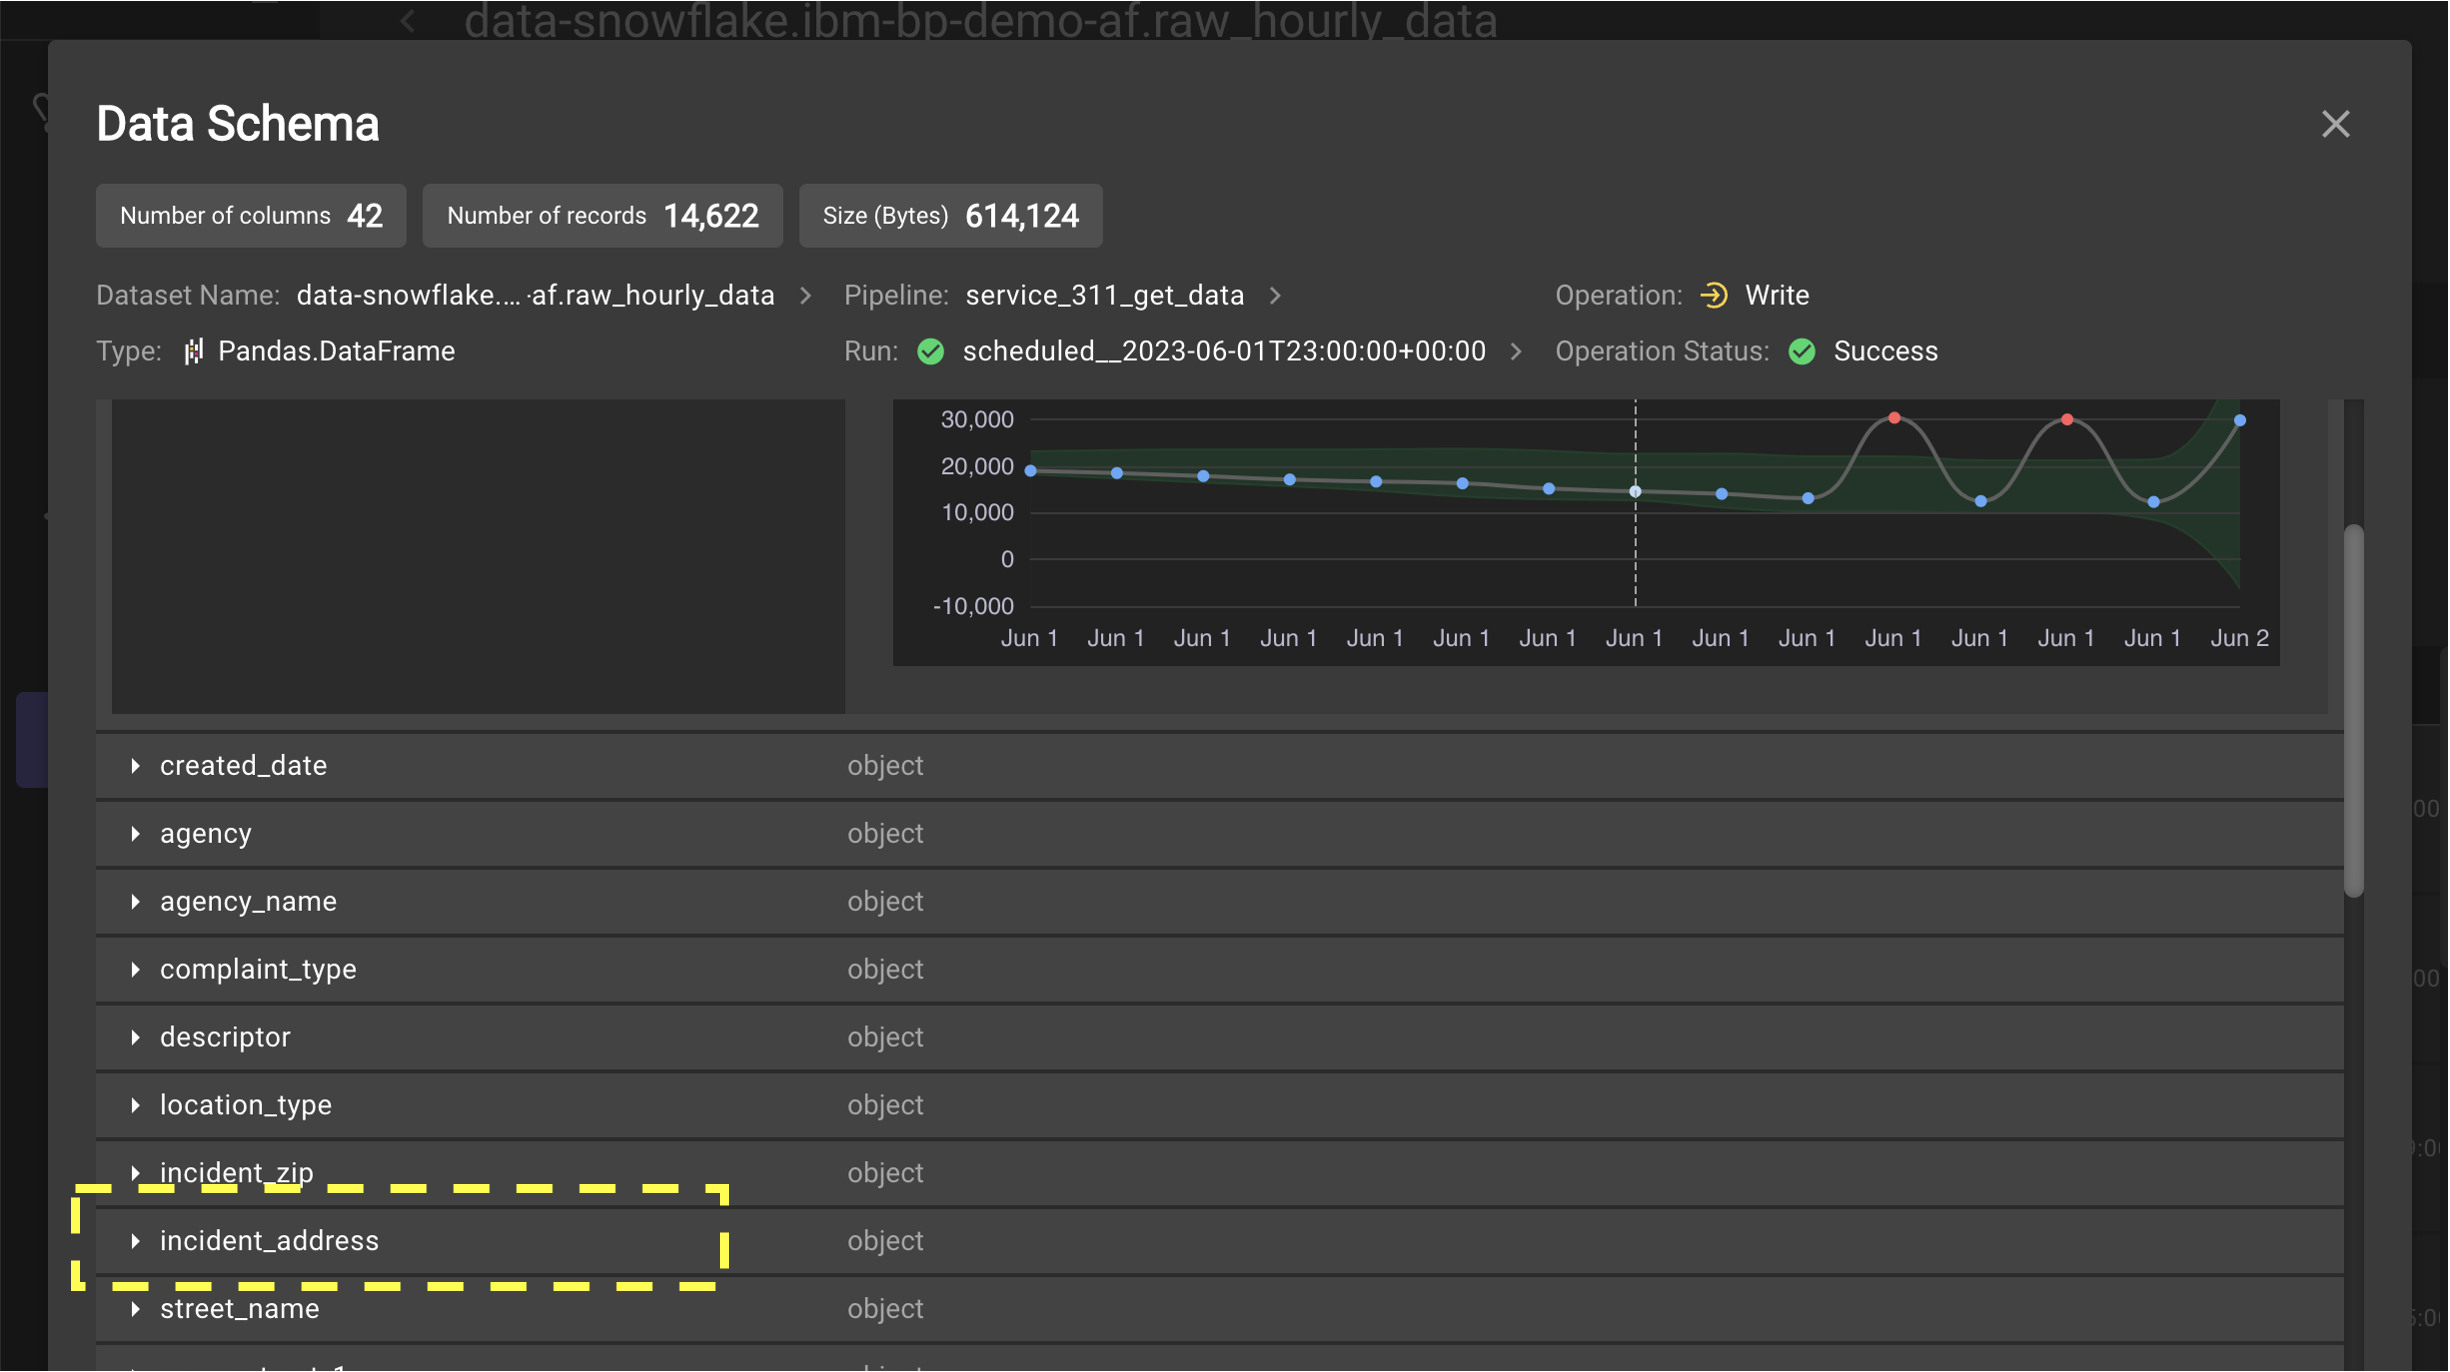 data-snowflake.ibm-bp-demo-af.raw_hourly_data
Data Schema
Number of columns 42
Number of records 14,622
Size (Bytes) 614,124
Dataset Name: data-snowflake.... ·af.raw_hourly_data
Pipeline: service_311_get_data
Operation: Write
Type: Pandas.DataFrame
Run: scheduled__2023-06-01T23:00:00+00:00
Operation Status: Success
30,000
20,000
10,000
0
-10,000
Jun 1 Jun 1 Jun 1 Jun 1 Jun 1 Jun 1 Jun 1 Jun 1 Jun 1 Jun 1 Jun 1 Jun 1 Jun 1 Jun 1 Jun 2
created_date object
agency object
agency_name object
complaint_type object
descriptor object
location_type object
incident_zip object
incident_address object
street_name object